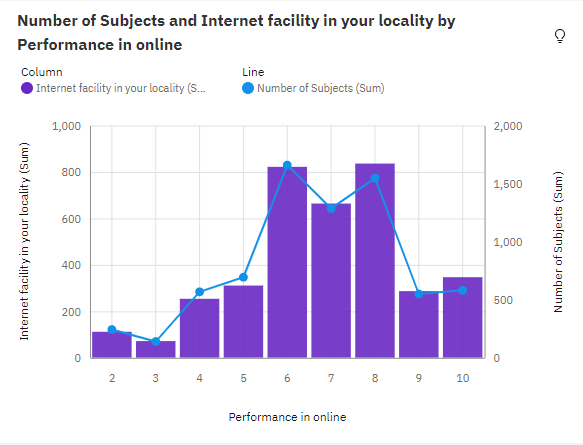 Number of Subjects and Internet facility in your locality by
Performance in online
Column
Line
Internet facility in your locality (S...
Number of Subjects (Sum)
Internet facility in your locality (Sum)
1,000
800
600
400
200
0
2,000
1,500
1,000
500
0
Number of Subjects (Sum)
2 3 4 5 6 7 8 9 10
Performance in online